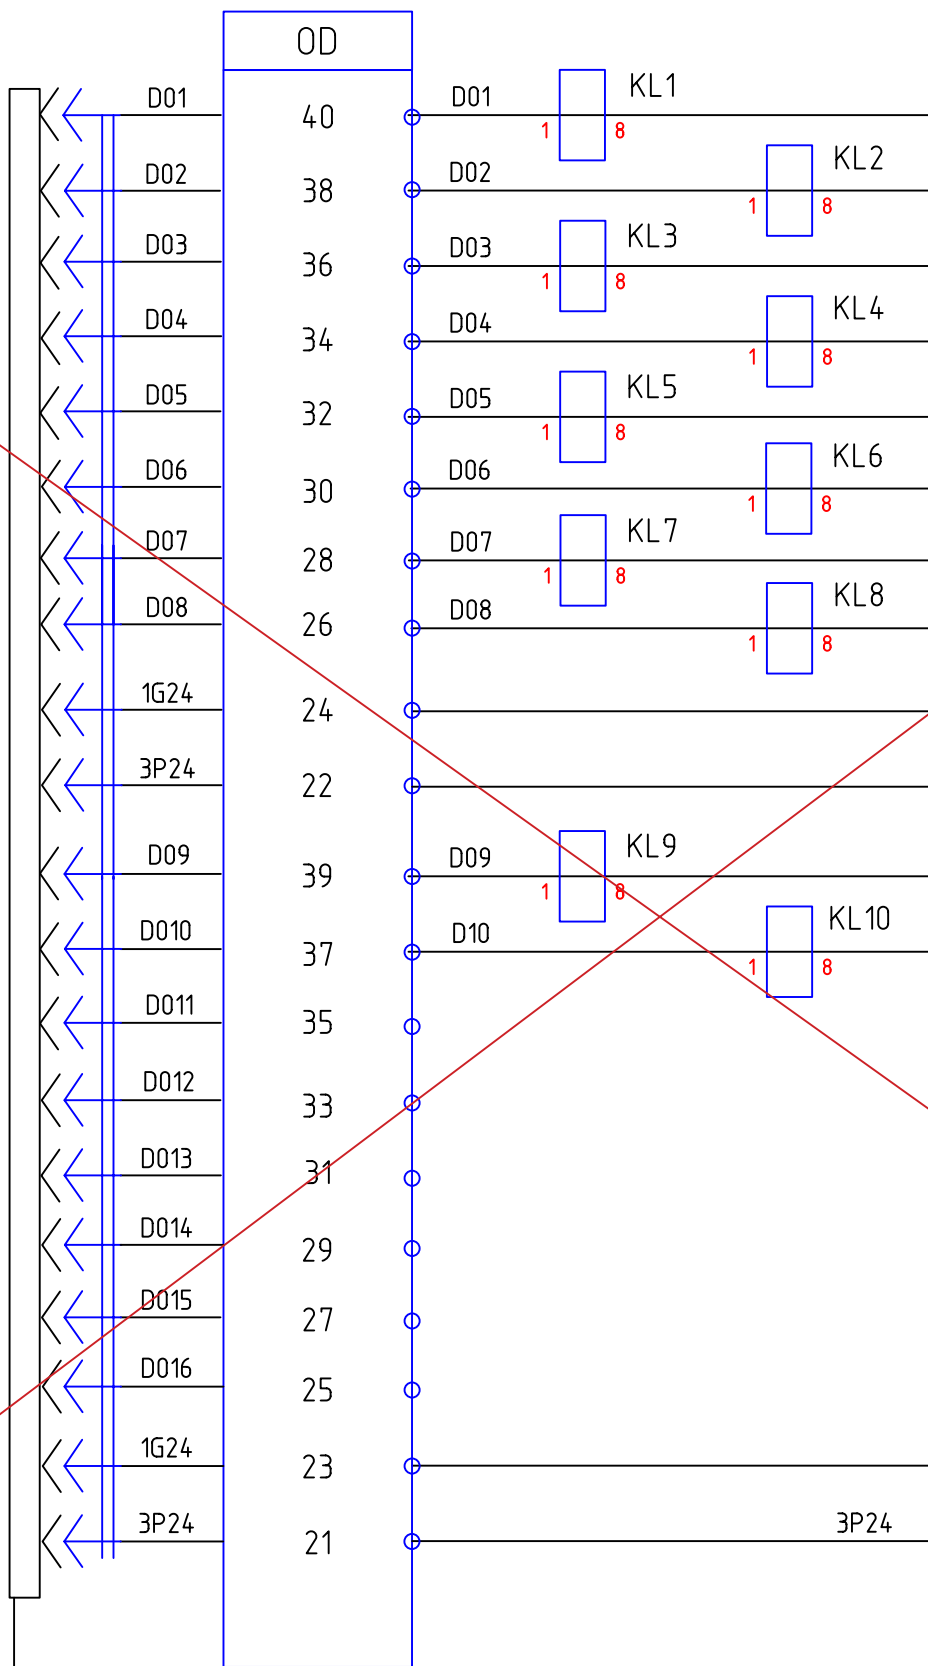 OD
D01 40 D01 1 8 KL1
D02 38 D02 1 8 KL2
D03 36 D03 1 8 KL3
D04 34 D04 1 8 KL4
D05 32 D05 1 8 KL5
D06 30 D06 1 8 KL6
D07 28 D07 1 8 KL7
D08 26 D08 1 8 KL8
1G24 24
3P24 22
D09 39 D09 1 8 KL9
D010 37 D10 1 8 KL10
D011 35
D012 33
D013 31
D014 29
D015 27
D016 25
1G24 23
3P24 21 3P24